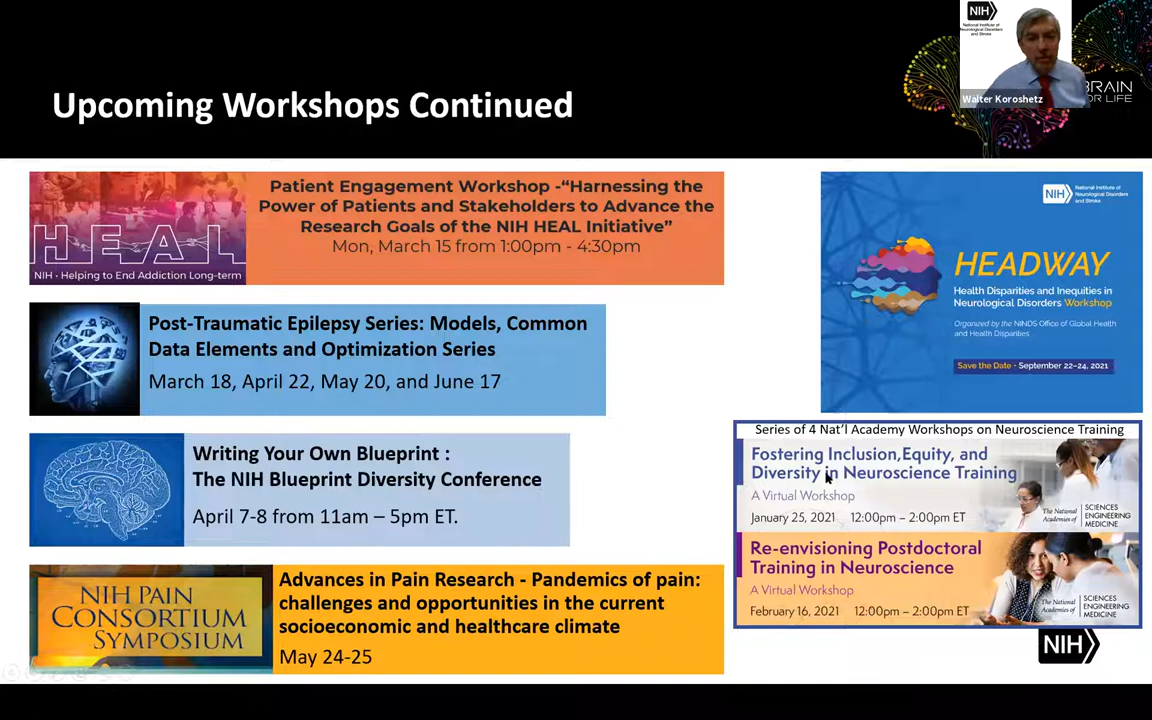 NIH
National Institute of
Neurological Disorders
and Stroke
Walter Koroshetz
BRAIN
FOR LIFE
Upcoming Workshops Continued
HEAL
NIH · Helping to End Addiction Long-term
Patient Engagement Workshop -“Harnessing the
Power of Patients and Stakeholders to Advance the
Research Goals of the NIH HEAL Initiative”
Mon, March 15 from 1:00pm - 4:30pm
Post-Traumatic Epilepsy Series: Models, Common
Data Elements and Optimization Series
March 18, April 22, May 20, and June 17
Writing Your Own Blueprint :
The NIH Blueprint Diversity Conference
April 7-8 from 11am – 5pm ET.
NIH PAIN
CONSORTIUM
SYMPOSIUM
Advances in Pain Research - Pandemics of pain:
challenges and opportunities in the current
socioeconomic and healthcare climate
May 24-25
NIH
National Institute of
Neurological Disorders
and Stroke
HEADWAY
Health Disparities and Inequities in
Neurological Disorders Workshop
Organized by the NINDS Office of Global Health
and Health Disparities
Save the Date - September 22–24, 2021
Series of 4 Nat’l Academy Workshops on Neuroscience Training
Fostering Inclusion,Equity, and
Diversity in Neuroscience Training
A Virtual Workshop
January 25, 2021 12:00pm – 2:00pm ET
The National
Academies of
SCIENCES
ENGINEERING
MEDICINE
Re-envisioning Postdoctoral
Training in Neuroscience
A Virtual Workshop
February 16, 2021 12:00pm – 2:00pm ET
The National
Academies of
SCIENCES
ENGINEERING
MEDICINE
NIH